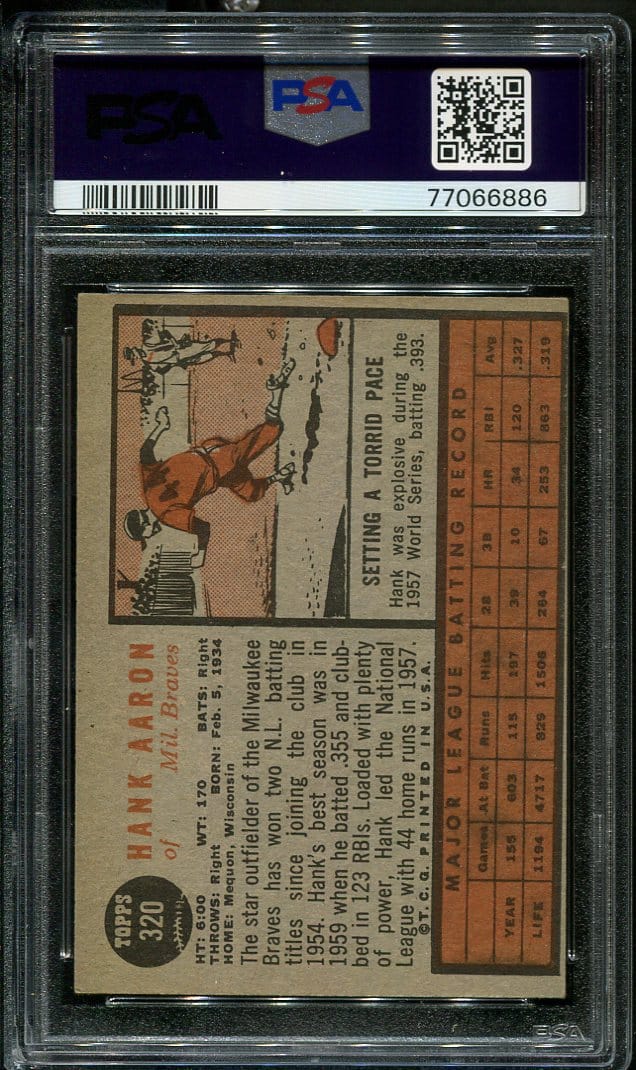 PSA
PSA
77066886
TOPPS
320
HANK AARON
of Mil. Braves
HT: 6:00 WT: 170 BATS: Right
THROWS: Right BORN: Feb. 5, 1934
HOME: Mequon, Wisconsin
The star outfielder of the Milwaukee
Braves has won two N.L. batting
titles since joining the club in
1954. Hank's best season was in
1959 when he batted .355 and club-
bed in 123 RBIs. Loaded with plenty
of power, Hank led the National
League with 44 home runs in 1957.
©T.C.G. PRINTED IN U.S.A.
SETTING A TORRID PACE
Hank was explosive during the
1957 World Series, batting .393.
MAJOR LEAGUE BATTING RECORD
Games At Bat Runs Hits 2B 3B HR RBI Avg
YEAR 155 603 115 197 39 10 34 120 .327
LIFE 1194 4717 829 1506 264 67 253 863 .319
PSA